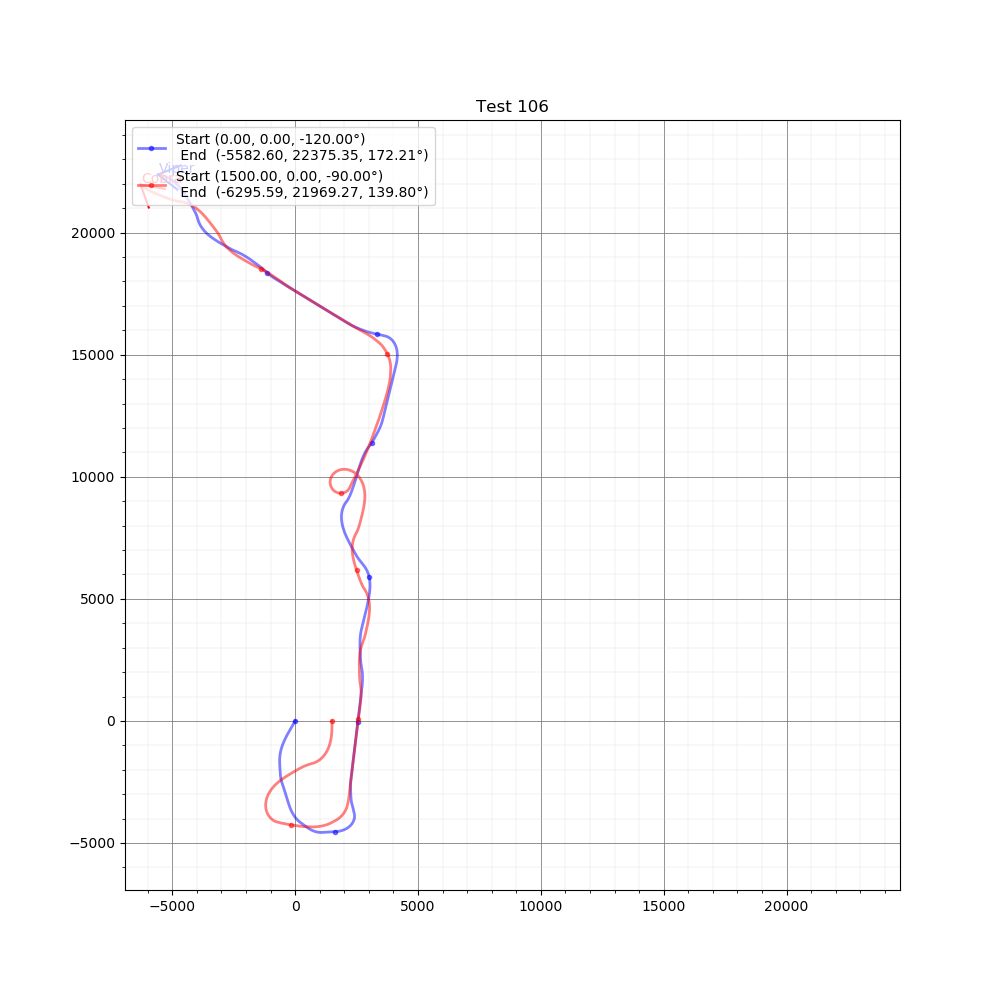 Test 106
Start (0.00, 0.00, -120.00°)
End (-5582.60, 22375.35, 172.21°)
Start (1500.00, 0.00, -90.00°)
End (-6295.59, 21969.27, 139.80°)
20000
15000
10000
5000
0
−5000
−5000 0 5000 10000 15000 20000